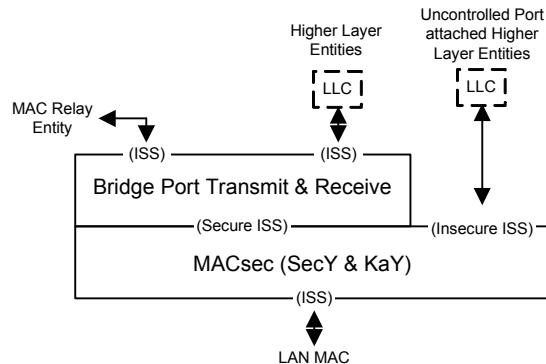 Higher Layer
Entities
Uncontrolled Port
attached Higher
Layer Entities
LLC
LLC
MAC Relay
Entity
(ISS)
(ISS)
Bridge Port Transmit & Receive
(Secure ISS)
(Insecure ISS)
MACsec (SecY & KaY)
(ISS)
LAN MAC